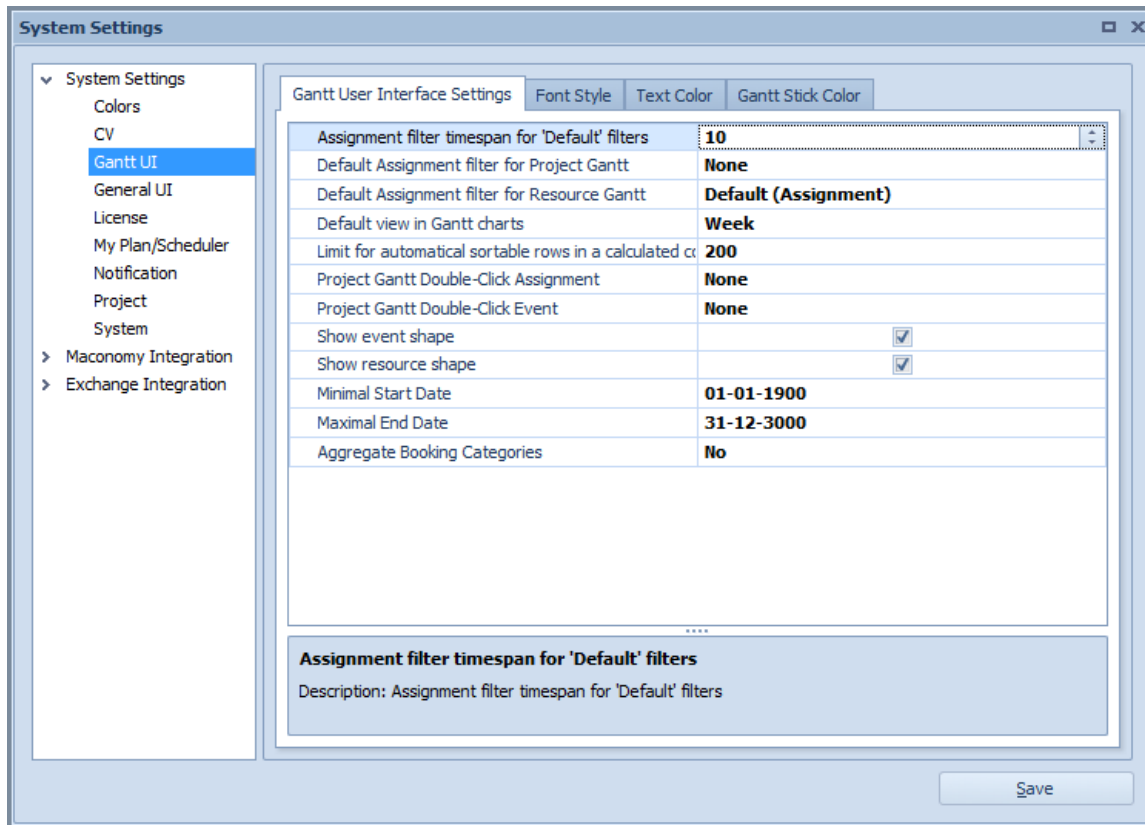 System Settings
System Settings
Colors
CV
Gantt UI
General UI
License
My Plan/Scheduler
Notification
Project
System
Maconomy Integration
Exchange Integration
Gantt User Interface Settings Font Style Text Color Gantt Stick Color
Assignment filter timespan for 'Default' filters 10
Default Assignment filter for Project Gantt None
Default Assignment filter for Resource Gantt Default (Assignment)
Default view in Gantt charts Week
Limit for automatical sortable rows in a calculated cc 200
Project Gantt Double-Click Assignment None
Project Gantt Double-Click Event None
Show event shape
Show resource shape
Minimal Start Date 01-01-1900
Maximal End Date 31-12-3000
Aggregate Booking Categories No
Assignment filter timespan for 'Default' filters
Description: Assignment filter timespan for 'Default' filters
Save